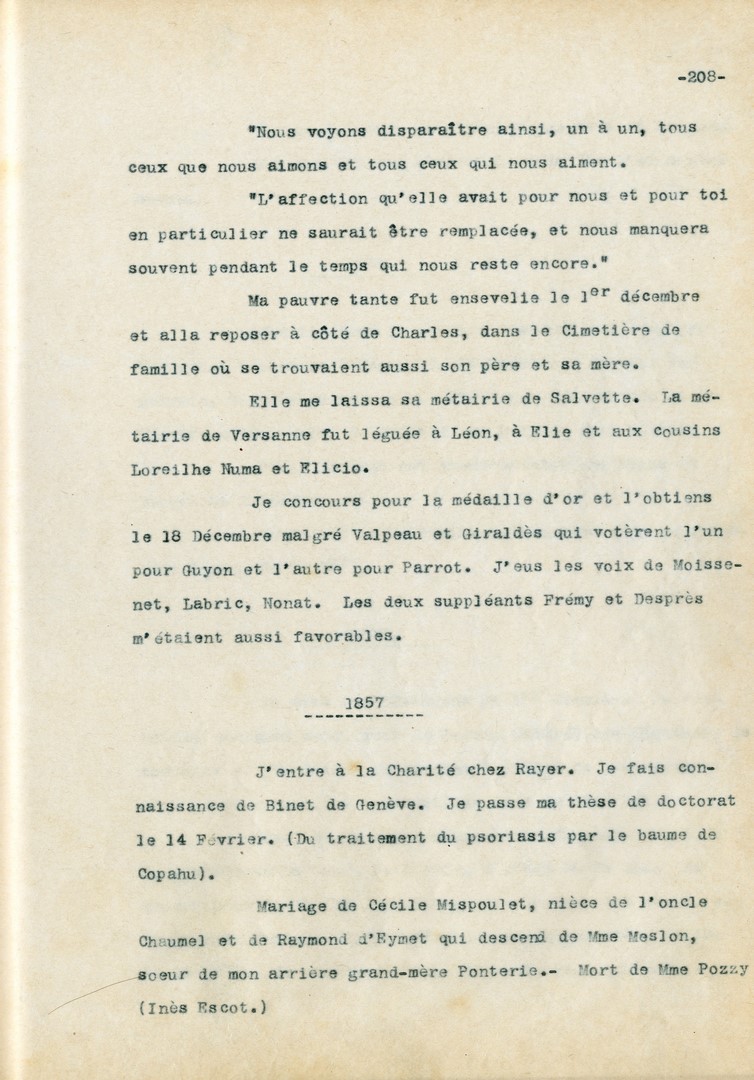 -208-
"Nous voyons disparaître ainsi, un à un, tous
ceux que nous aimons et tous ceux qui nous aiment.
"L'affection qu'elle avait pour nous et pour toi
en particulier ne saurait être remplacée, et nous manquera
souvent pendant le temps qui nous reste encore."
Ma pauvre tante fut ensevelie le 1er décembre
et alla reposer à côté de Charles, dans le Cimetière de
famille où se trouvaient aussi son père et sa mère.
Elle me laissa sa métairie de Salvette. La mé-
tairie de Versanne fut léguée à Léon, à Elie et aux cousins
Loreilhe Numa et Elicio.
Je concours pour la médaille d'or et l'obtiens
le 18 Décembre malgré Valpeau et Giraldès qui votèrent l'un
pour Guyon et l'autre pour Parrot. J'eus les voix de Moisse-
net, Labric, Nonat. Les deux suppléants Frémy et Desprès
m'étaient aussi favorables.
1857
J'entre à la Charité chez Rayer. Je fais con-
naissance de Binet de Genève. Je passe ma thèse de doctorat
le 14 Février. (Du traitement du psoriasis par le baume de
Copahu).
Mariage de Cécile Mispoulet, nièce de l'oncle
Chaumel et de Raymond d'Eymet qui descend de Mme Meslon,
soeur de mon arrière grand-mère Ponterie.- Mort de Mme Pozzy
(Inès Escot.)